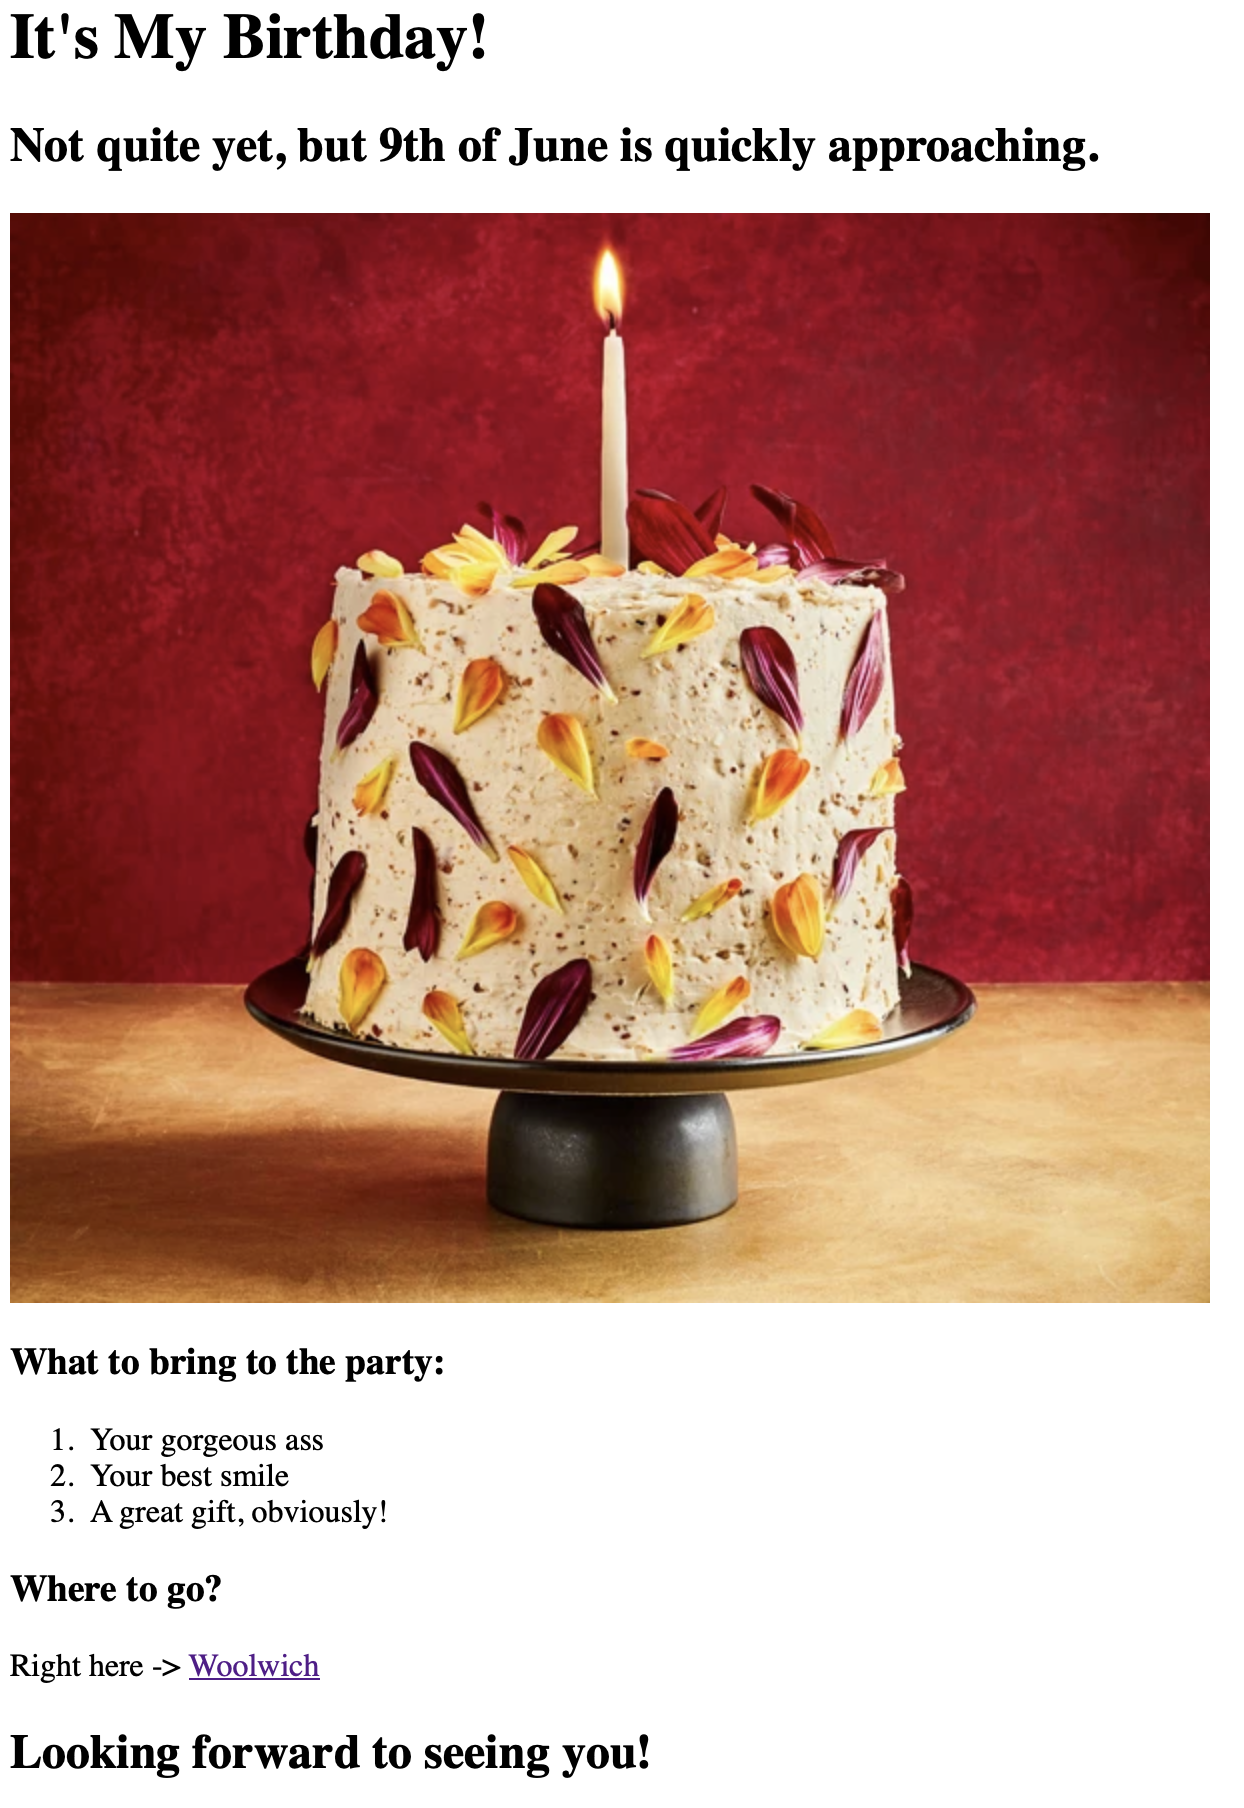 It's My Birthday!
Not quite yet, but 9th of June is quickly approaching.
What to bring to the party:
1. Your gorgeous ass
2. Your best smile
3. A great gift, obviously!
Where to go?
Right here -> Woolwich
Looking forward to seeing you!